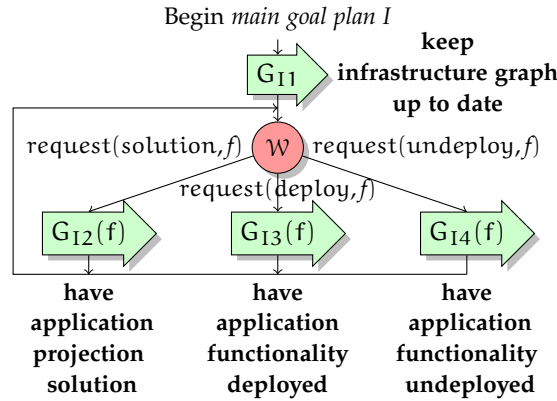 Begin main goal plan I
G_I1
keep
infrastructure graph
up to date
W
request(solution,f)
request(undeploy,f)
request(deploy,f)
G_I2(f)
G_I3(f)
G_I4(f)
have
application
projection
solution
have
application
functionality
deployed
have
application
functionality
undeployed